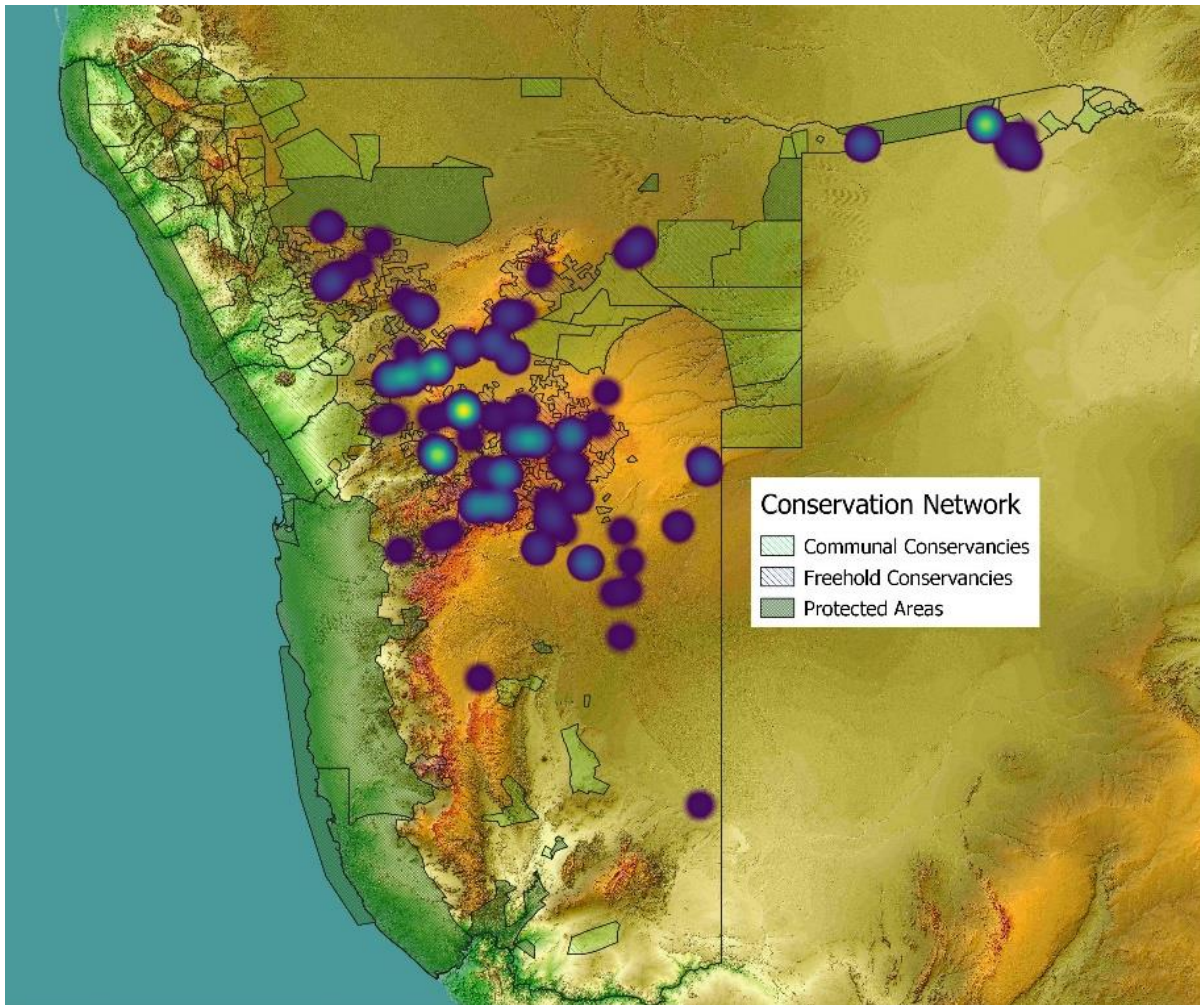 Conservation Network
Communal Conservancies
Freehold Conservancies
Protected Areas